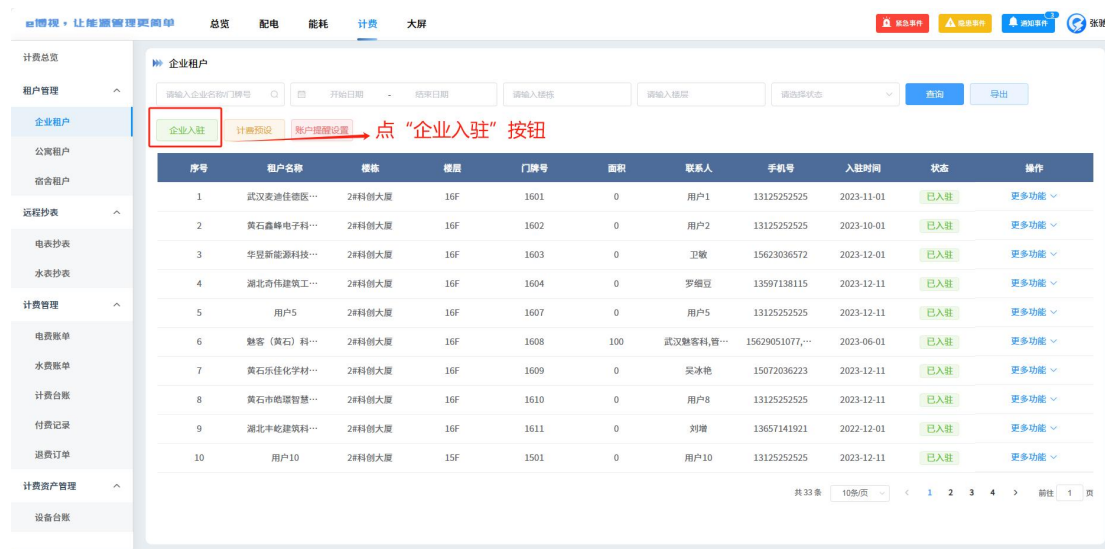 e博视·让能源管理更简单 总览 配电 能耗 计费 大屏 紧急事件 隐患事件 通知事件 3
计费总览
租户管理
企业租户
公寓租户
宿舍租户
远程抄表
电表抄表
水表抄表
计费管理
电费账单
水费账单
计费台账
付费记录
退费订单
计费资产管理
设备台账
企业租户
请输入企业名称/门牌号 开始日期 - 结束日期 请输入楼栋 请输入楼层 请选择状态 查询 导出
企业入驻 计费预设 账户提醒设置 点“企业入驻”按钮
序号 租户名称 楼栋 楼层 门牌号 面积 联系人 手机号 入驻时间 状态 操作
1 武汉麦迪佳德医… 2#科创大厦 16F 1601 0 用户1 13125252525 2023-11-01 已入驻 更多功能
2 黄石鑫峰电子科… 2#科创大厦 16F 1602 0 用户2 13125252525 2023-10-01 已入驻 更多功能
3 华昱新能源科技… 2#科创大厦 16F 1603 0 卫敏 15623036572 2023-12-01 已入驻 更多功能
4 湖北奇伟建筑工… 2#科创大厦 16F 1604 0 罗细豆 13597138115 2023-12-11 已入驻 更多功能
5 用户5 2#科创大厦 16F 1607 0 用户5 13125252525 2023-12-11 已入驻 更多功能
6 魅客（黄石）科… 2#科创大厦 16F 1608 100 武汉魅客科,管… 15629051077,… 2023-06-01 已入驻 更多功能
7 黄石乐佳化学材… 2#科创大厦 16F 1609 0 吴冰艳 15072036223 2023-12-11 已入驻 更多功能
8 黄石市皓璟智慧… 2#科创大厦 16F 1610 0 用户8 13125252525 2023-12-11 已入驻 更多功能
9 湖北丰屹建筑科… 2#科创大厦 16F 1611 0 刘增 13657141921 2022-12-01 已入驻 更多功能
10 用户10 2#科创大厦 15F 1501 0 用户10 13125252525 2023-12-11 已入驻 更多功能
共 33 条 10条/页 < 1 2 3 4 > 前往 1 页